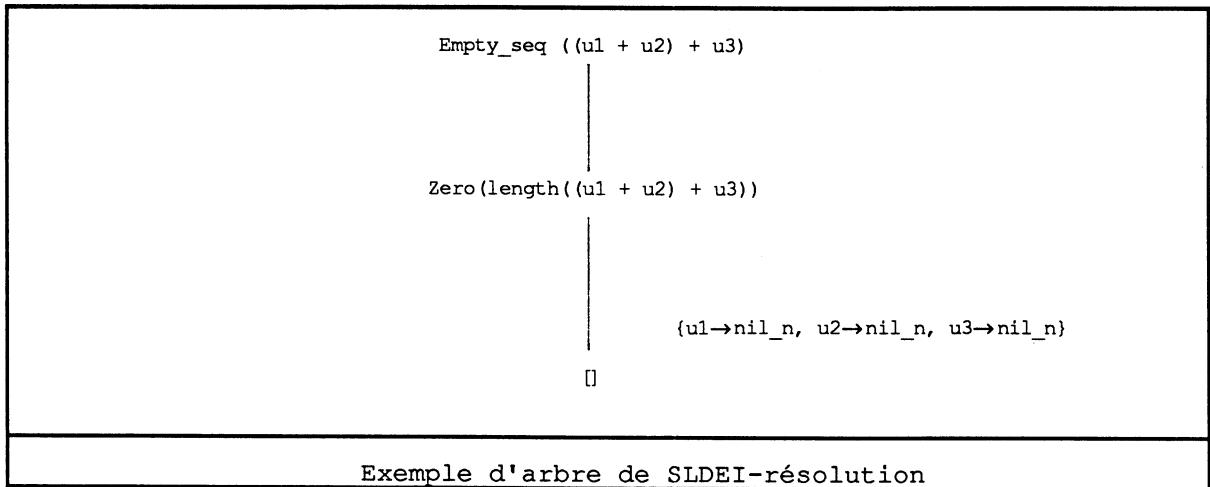 Empty_seq ((u1 + u2) + u3)
Zero(length((u1 + u2) + u3))
{u1→nil_n, u2→nil_n, u3→nil_n}
[]
Exemple d'arbre de SLDEI-résolution